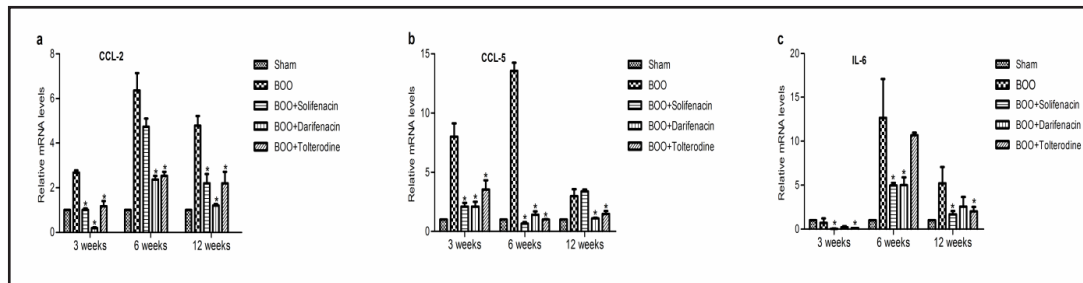 a
CCL-2
Relative mRNA levels
8
6
4
2
0
3 weeks 6 weeks 12 weeks
* * *
* *
* * *
Sham
BOO
BOO+Solifenacin
BOO+Darifenacin
BOO+Tolterodine
b
CCL-5
Relative mRNA levels
15
10
5
0
3 weeks 6 weeks 12 weeks
* * *
* * *
* *
Sham
BOO
BOO+Solifenacin
BOO+Darifenacin
BOO+Tolterodine
c
IL-6
Relative mRNA levels
20
15
10
5
0
3 weeks 6 weeks 12 weeks
* *
* *
* *
Sham
BOO
BOO+Solifenacin
BOO+Darifenacin
BOO+Tolterodine